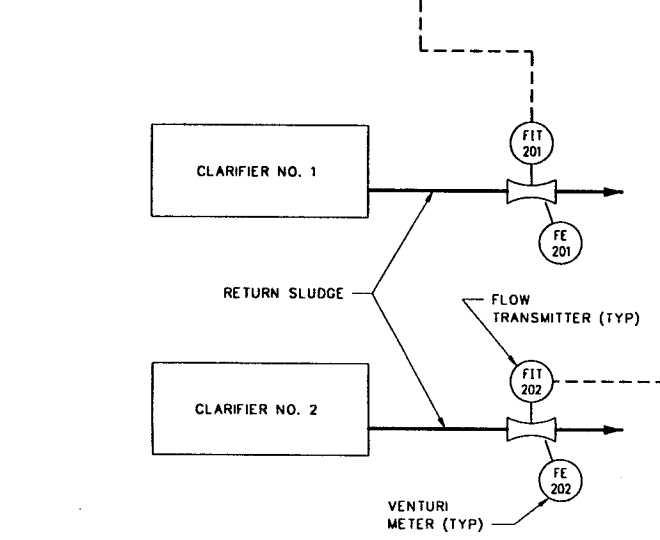 FIT
201
CLARIFIER NO. 1
FE
201
RETURN SLUDGE
FLOW
TRANSMITTER (TYP)
FIT
202
CLARIFIER NO. 2
FE
202
VENTURI
METER (TYP)